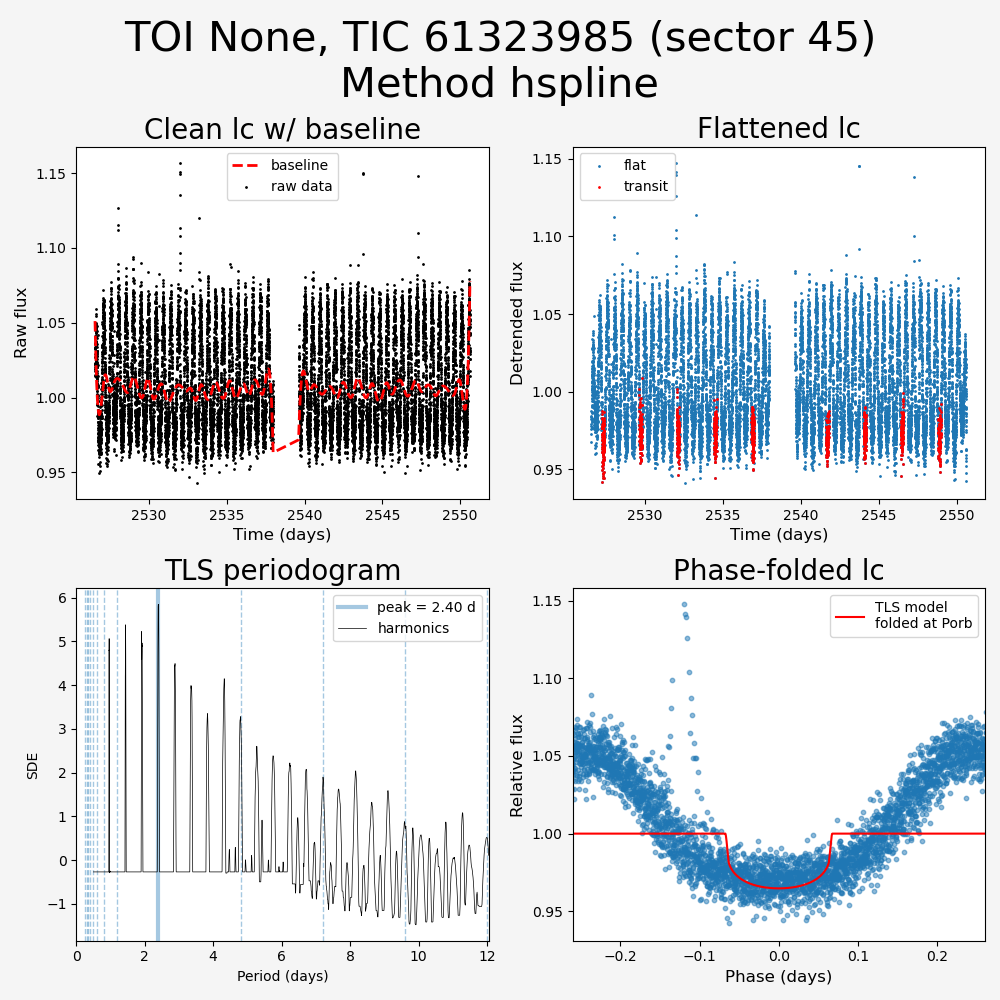 TOI None, TIC 61323985 (sector 45)
Method hspline
Clean lc w/ baseline
baseline
raw data
1.15
1.10
1.05
1.00
0.95
Raw flux
2530
2535
2540
2545
2550
Time (days)
Flattened lc
flat
transit
1.15
1.10
1.05
1.00
0.95
Detrended flux
2530
2535
2540
2545
2550
Time (days)
TLS periodogram
peak = 2.40 d
harmonics
6
5
4
3
2
1
0
−1
SDE
0
2
4
6
8
10
12
Period (days)
Phase-folded lc
TLS model
folded at Porb
1.15
1.10
1.05
1.00
0.95
Relative flux
−0.2
−0.1
0.0
0.1
0.2
Phase (days)